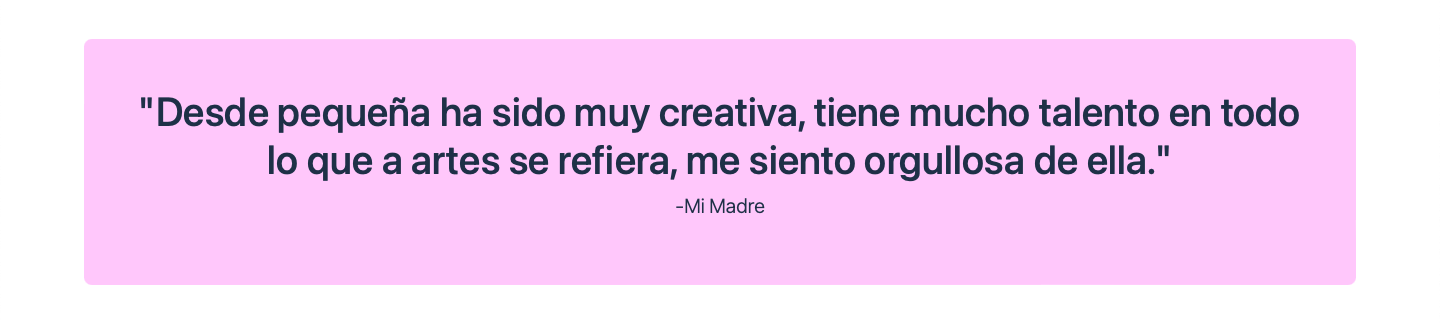 "Desde pequeña ha sido muy creativa, tiene mucho talento en todo
lo que a artes se refiera, me siento orgullosa de ella."
-Mi Madre